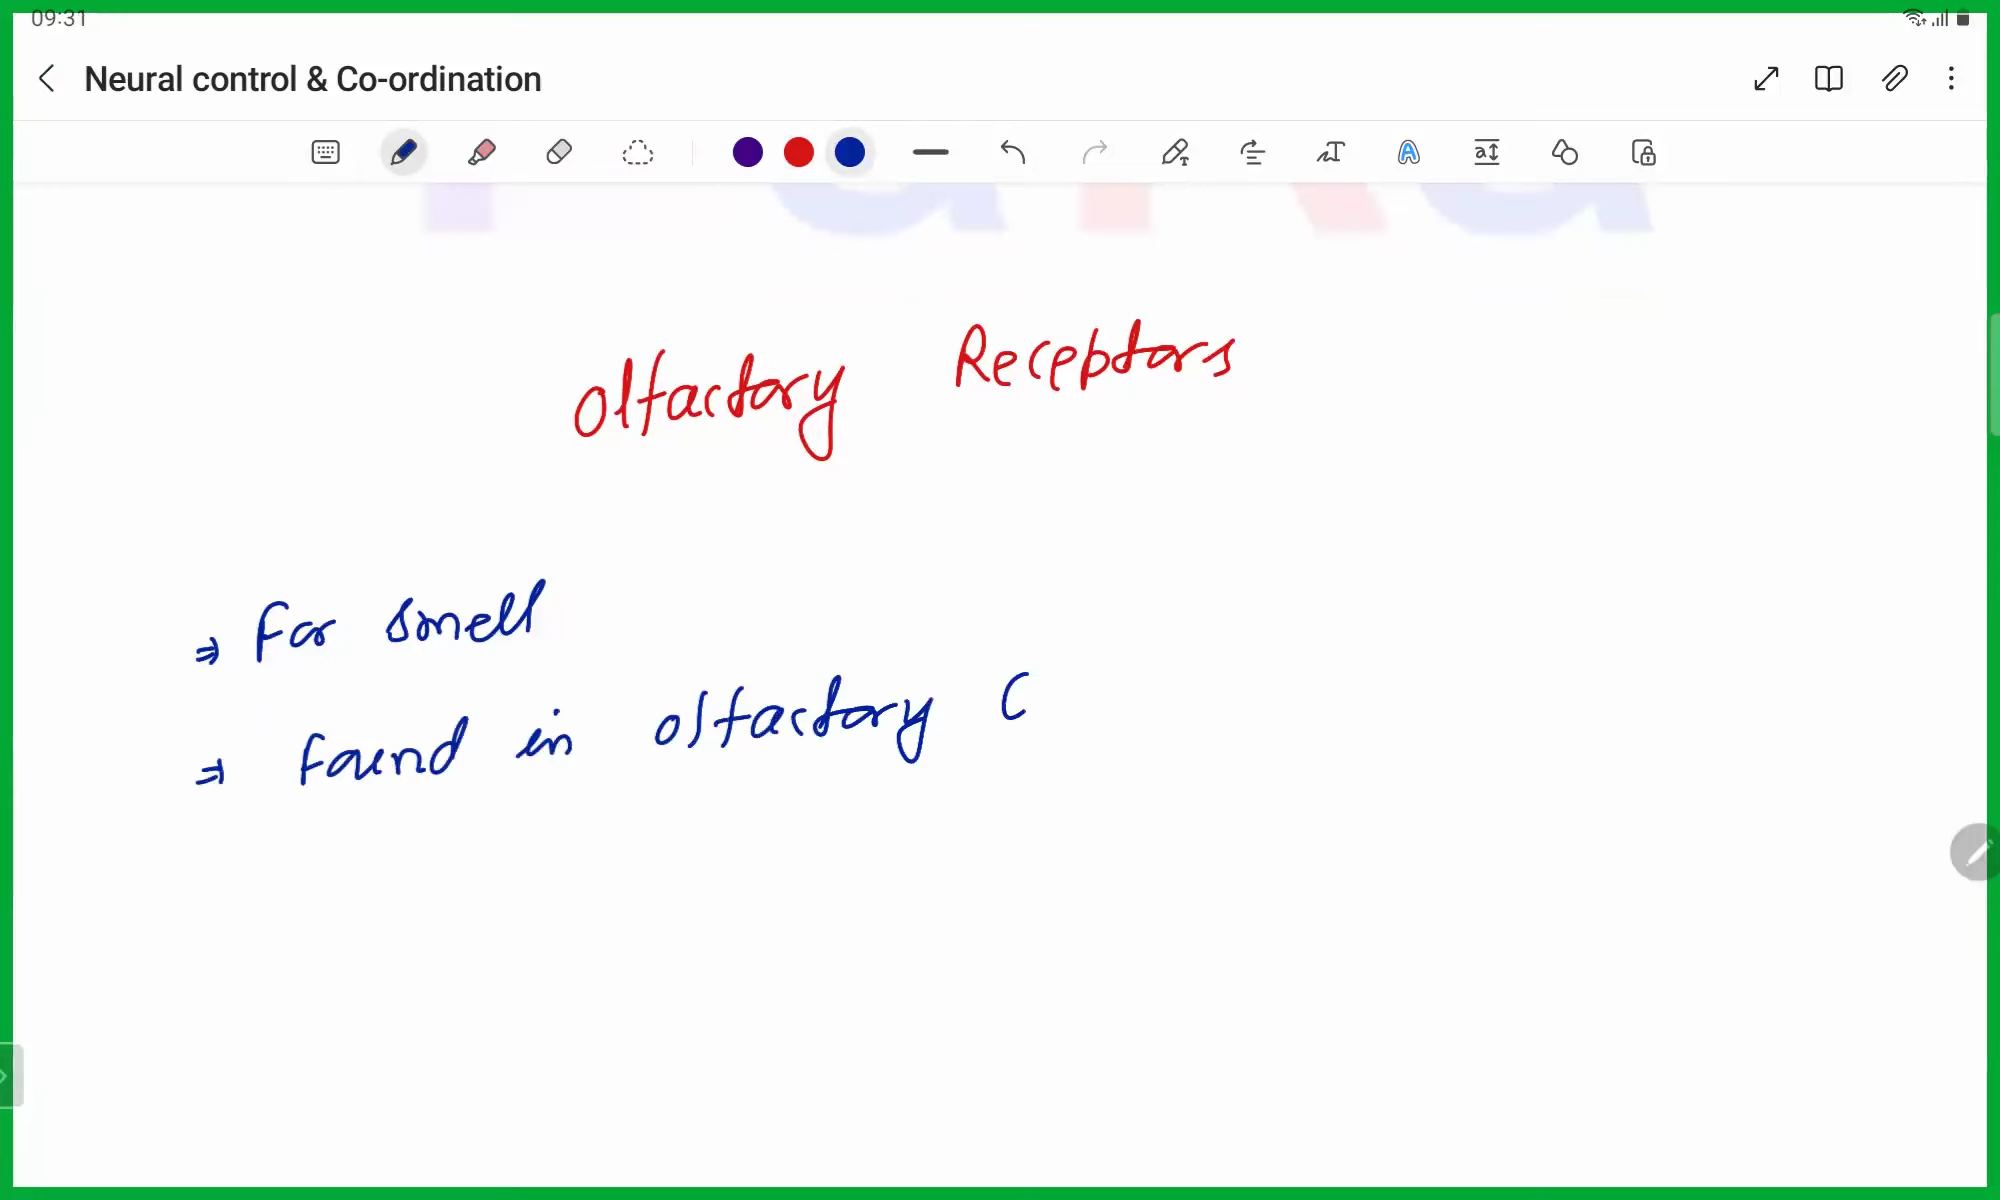 09:31
Neural control & Co-ordination
Olfactory Receptors
⇒ For smell
⇒ Found in olfactory C